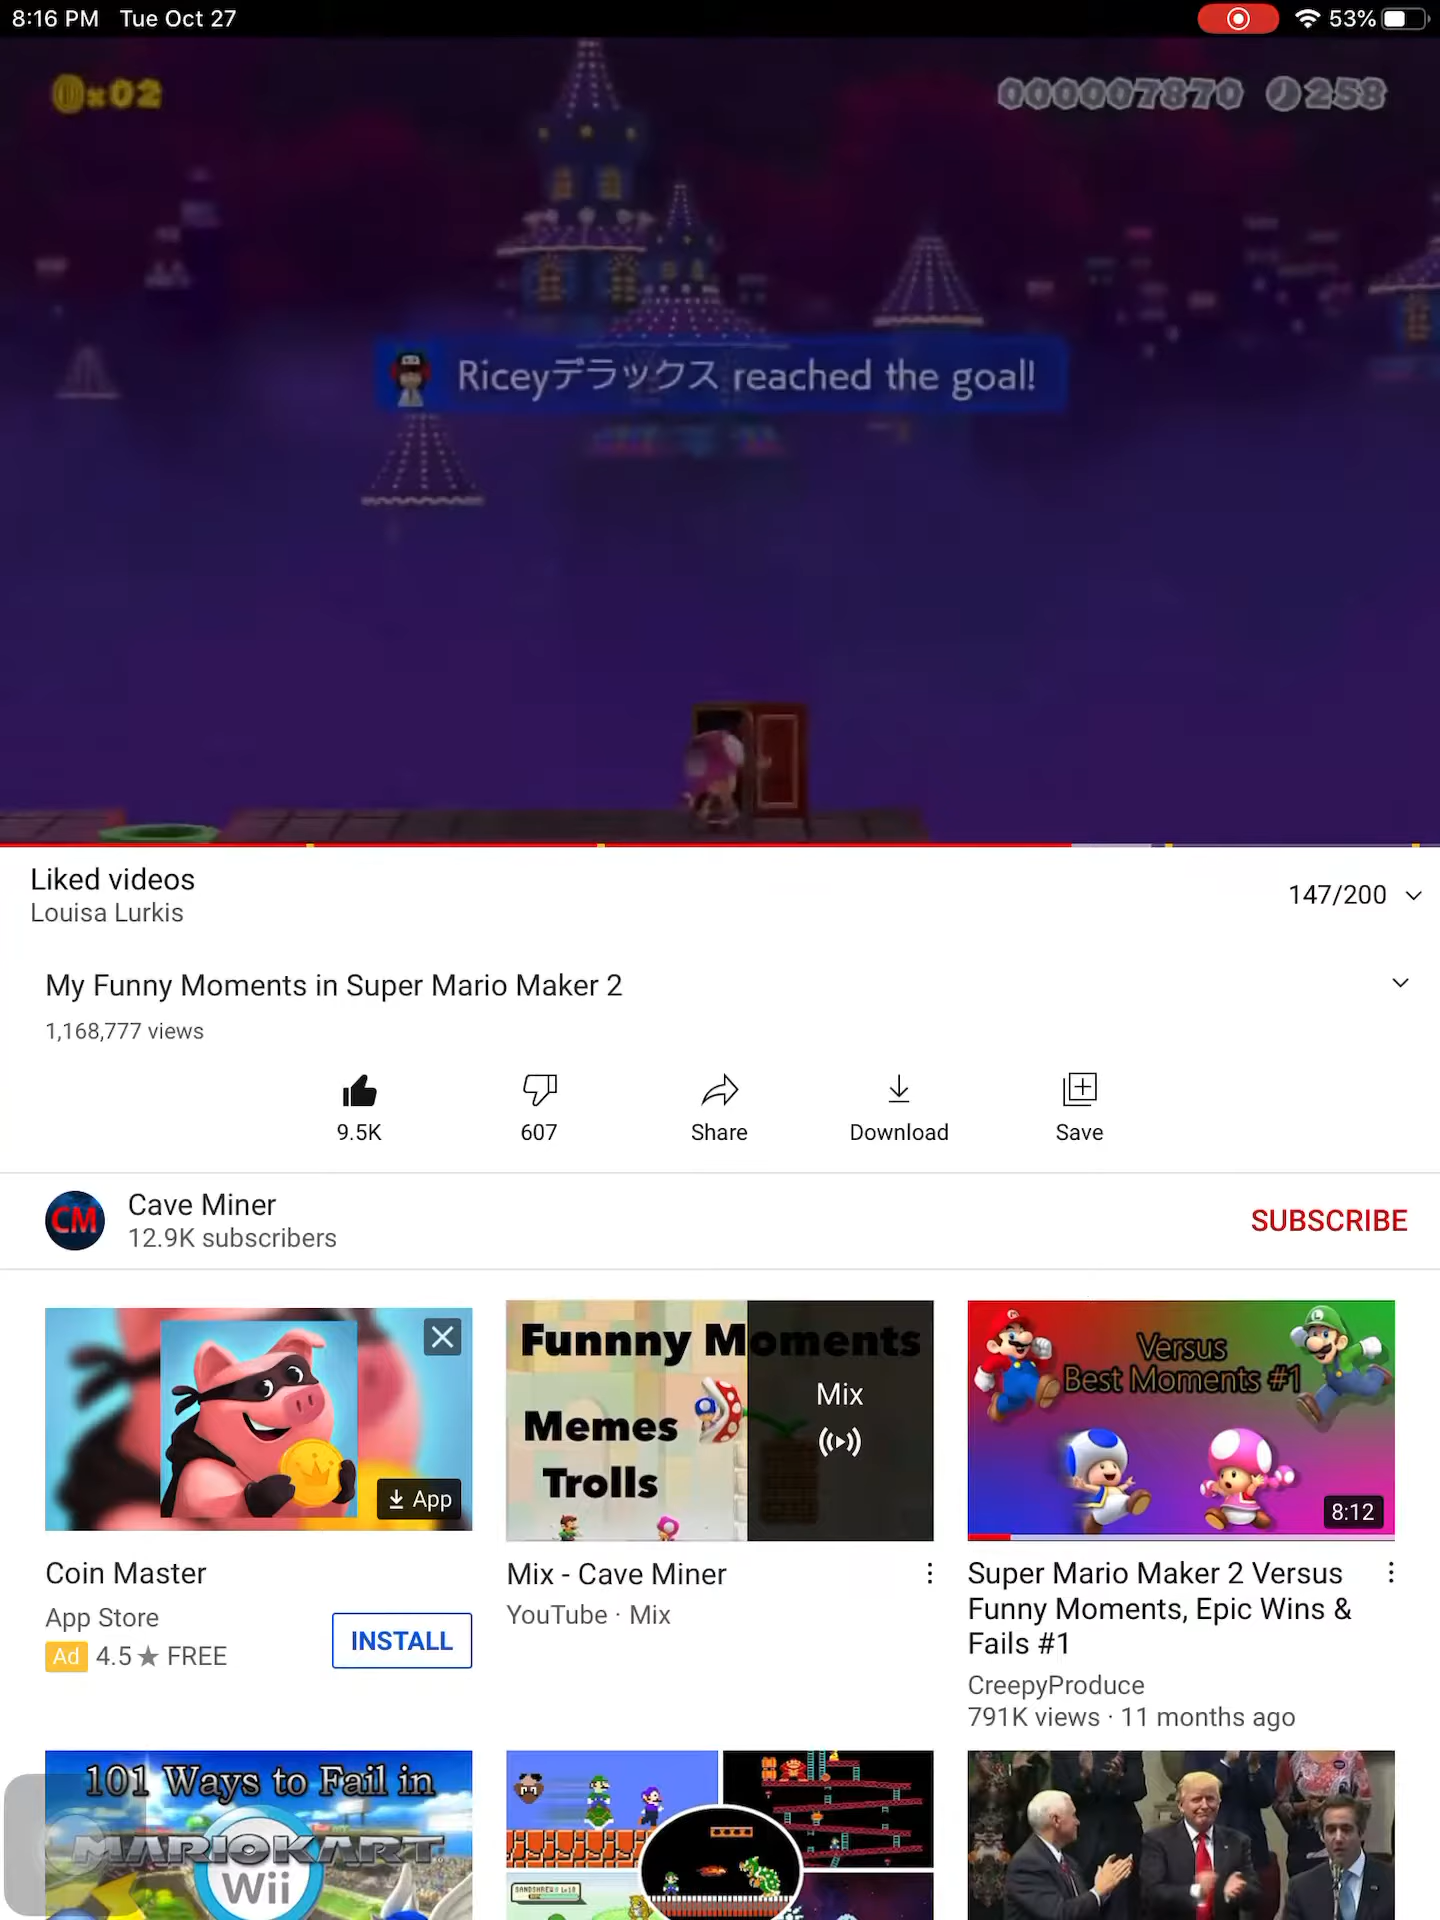 8:16 PM Tue Oct 27
53%
x02
000007870 258
Riceyデラックス reached the goal!
Liked videos
Louisa Lurkis
147/200
My Funny Moments in Super Mario Maker 2
1,168,777 views
9.5K
607
Share
Download
Save
CM
Cave Miner
12.9K subscribers
SUBSCRIBE
App
Coin Master
App Store
Ad 4.5 ★ FREE
INSTALL
Funnny Moments
Memes
Trolls
Mix
Mix - Cave Miner
YouTube · Mix
Versus
Best Moments #1
8:12
Super Mario Maker 2 Versus
Funny Moments, Epic Wins &
Fails #1
CreepyProduce
791K views · 11 months ago
101 Ways to Fail in
MARIOKART
Wii